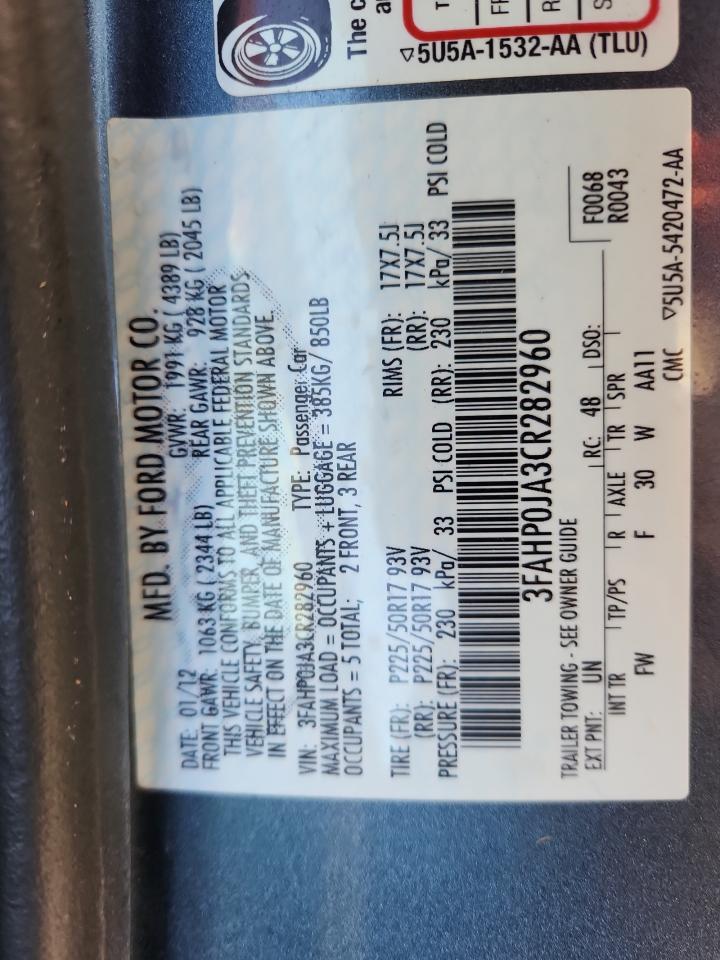 The c
a
T
FF
R
S
▽5U5A-1532-AA (TLU)
MFD. BY FORD MOTOR CO.
DATE: 01/12 GVWR: 1991 KG ( 4389 LB)
FRONT GAWR: 1063 KG ( 2344 LB) REAR GAWR: 928 KG ( 2045 LB)
THIS VEHICLE CONFORMS TO ALL APPLICABLE FEDERAL MOTOR
VEHICLE SAFETY, BUMPER, AND THEFT PREVENTION STANDARDS
IN EFFECT ON THE DATE OF MANUFACTURE SHOWN ABOVE.
VIN: 3FAHP0JA3CR282960 TYPE: Passenger Car
MAXIMUM LOAD = OCCUPANTS + LUGGAGE = 385KG/ 850LB
OCCUPANTS = 5 TOTAL; 2 FRONT, 3 REAR
TIRE (FR): P225/50R17 93V RIMS (FR): 17X7.5J
(RR): P225/50R17 93V (RR): 17X7.5J
PRESSURE (FR): 230 kPa/ 33 PSI COLD (RR): 230 kPa/ 33 PSI COLD
3FAHP0JA3CR282960
TRAILER TOWING - SEE OWNER GUIDE F0068
EXT PNT: UN RC: 48 DSO: R0043
INT TR TP/PS R AXLE TR SPR
FW F 30 W AA11
CMC ▽5U5A-5420472-AA